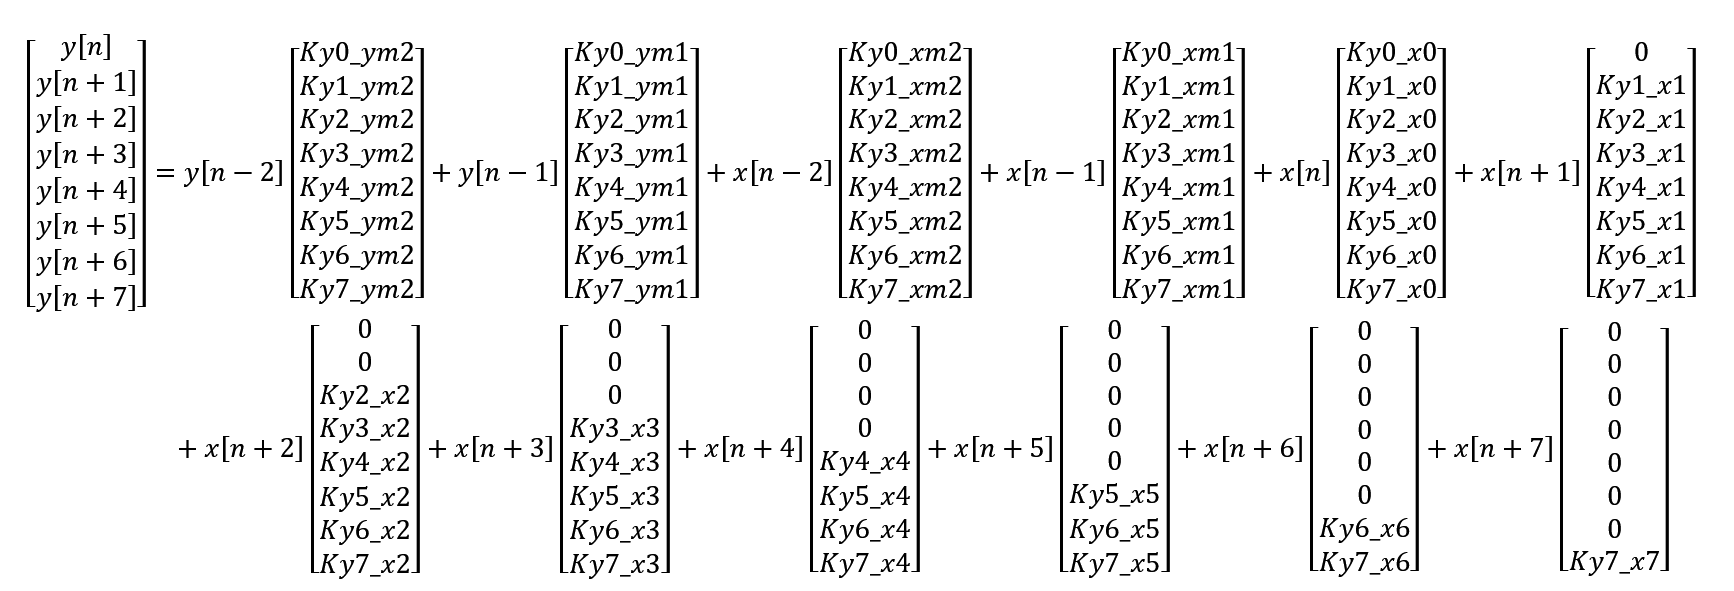 y[n] Ky0_ym2 Ky0_ym1 Ky0_xm2 Ky0_xm1 Ky0_x0 0
y[n + 1] Ky1_ym2 Ky1_ym1 Ky1_xm2 Ky1_xm1 Ky1_x0 Ky1_x1
y[n + 2] Ky2_ym2 Ky2_ym1 Ky2_xm2 Ky2_xm1 Ky2_x0 Ky2_x1
y[n + 3] Ky3_ym2 Ky3_ym1 Ky3_xm2 Ky3_xm1 Ky3_x0 Ky3_x1
= y[n − 2] + y[n − 1] + x[n − 2] + x[n − 1] + x[n] + x[n + 1]
y[n + 4] Ky4_ym2 Ky4_ym1 Ky4_xm2 Ky4_xm1 Ky4_x0 Ky4_x1
y[n + 5] Ky5_ym2 Ky5_ym1 Ky5_xm2 Ky5_xm1 Ky5_x0 Ky5_x1
y[n + 6] Ky6_ym2 Ky6_ym1 Ky6_xm2 Ky6_xm1 Ky6_x0 Ky6_x1
y[n + 7] Ky7_ym2 Ky7_ym1 Ky7_xm2 Ky7_xm1 Ky7_x0 Ky7_x1
0 0 0 0 0 0
0 0 0 0 0 0
Ky2_x2 0 0 0 0 0
Ky3_x2 Ky3_x3 0 0 0 0
+ x[n + 2] + x[n + 3] + x[n + 4] + x[n + 5] + x[n + 6] + x[n + 7]
Ky4_x2 Ky4_x3 Ky4_x4 0 0 0
Ky5_x2 Ky5_x3 Ky5_x4 Ky5_x5 0 0
Ky6_x2 Ky6_x3 Ky6_x4 Ky6_x5 Ky6_x6 0
Ky7_x2 Ky7_x3 Ky7_x4 Ky7_x5 Ky7_x6 Ky7_x7